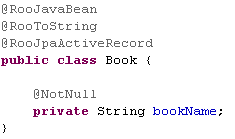 @RooJavaBean
@RooToString
@RooJpaActiveRecord
public class Book {
@NotNull
private String bookName;
}